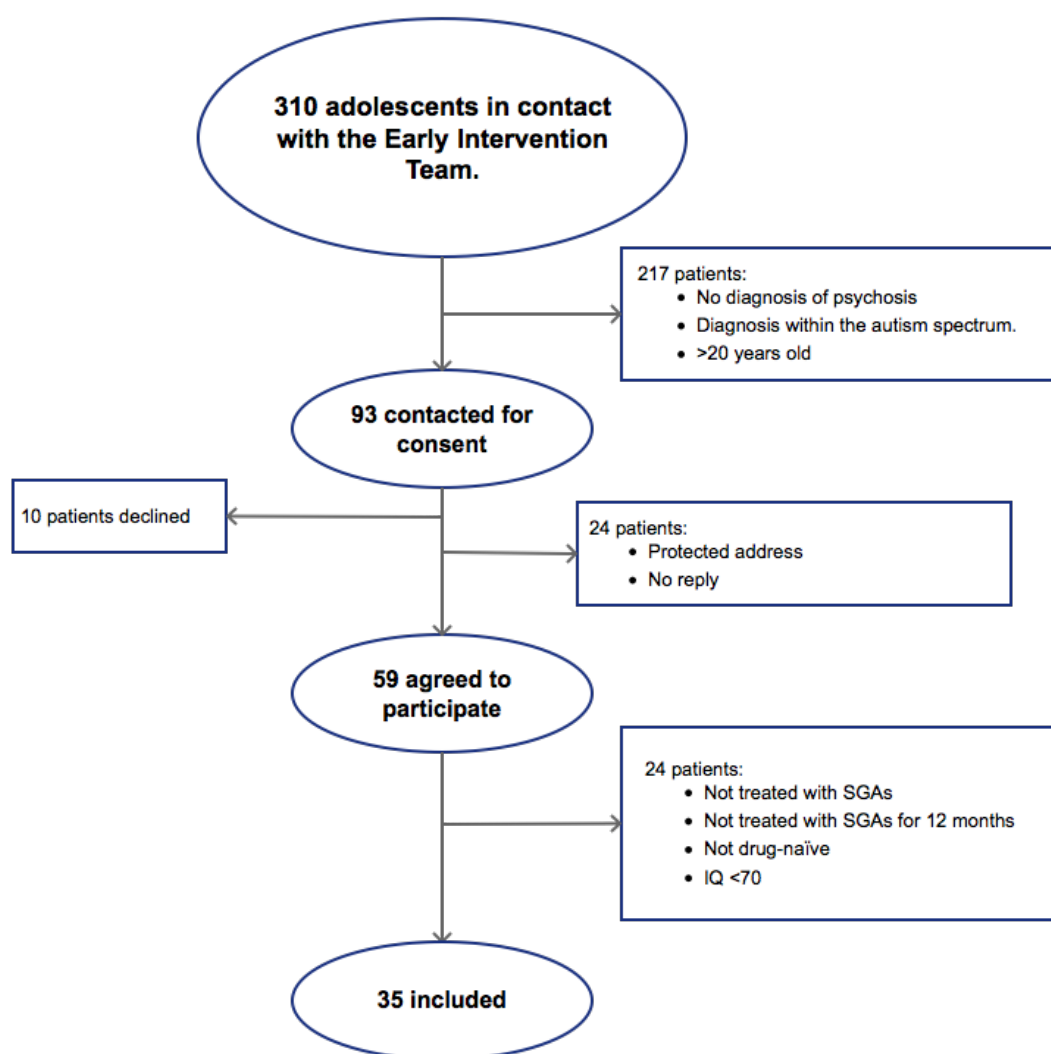 310 adolescents in contact
with the Early Intervention
Team.
217 patients:
• No diagnosis of psychosis
• Diagnosis within the autism spectrum.
• >20 years old
93 contacted for
consent
10 patients declined
24 patients:
• Protected address
• No reply
59 agreed to
participate
24 patients:
• Not treated with SGAs
• Not treated with SGAs for 12 months
• Not drug-naïve
• IQ <70
35 included